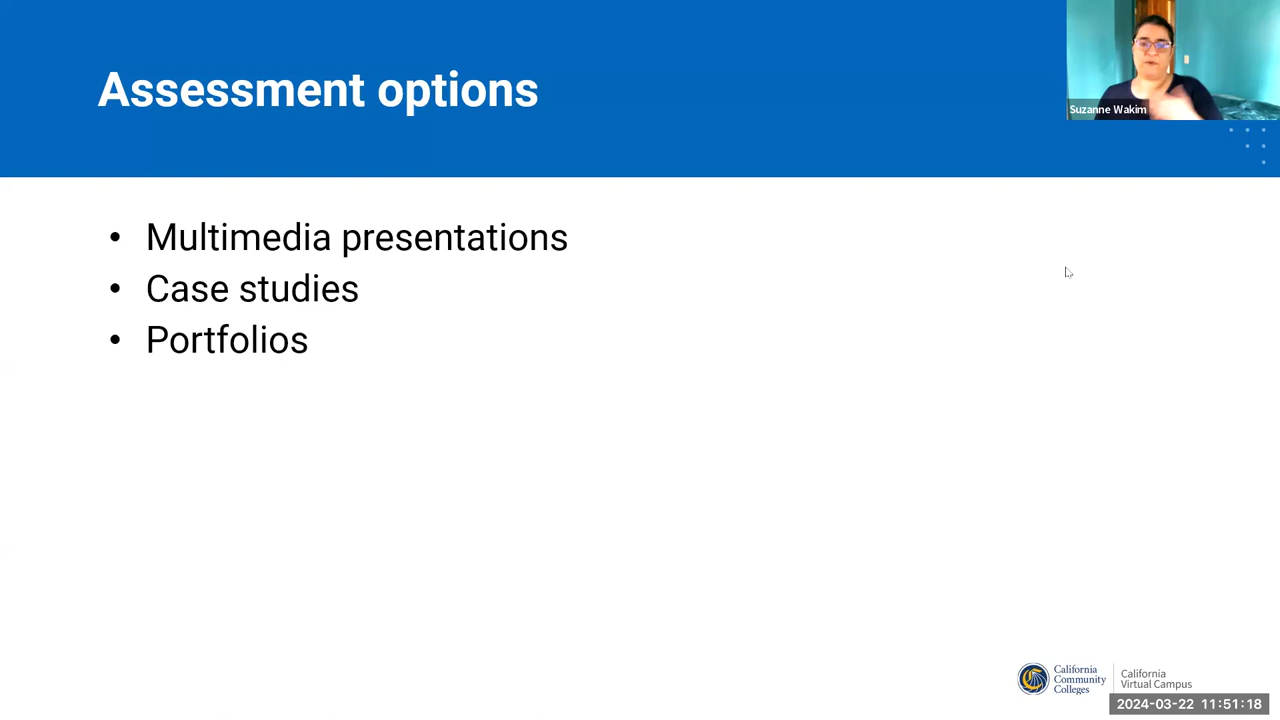 Assessment options
Suzanne Wakim
• Multimedia presentations
• Case studies
• Portfolios
California
Community
Colleges
California
Virtual Campus
2024-03-22 11:51:18